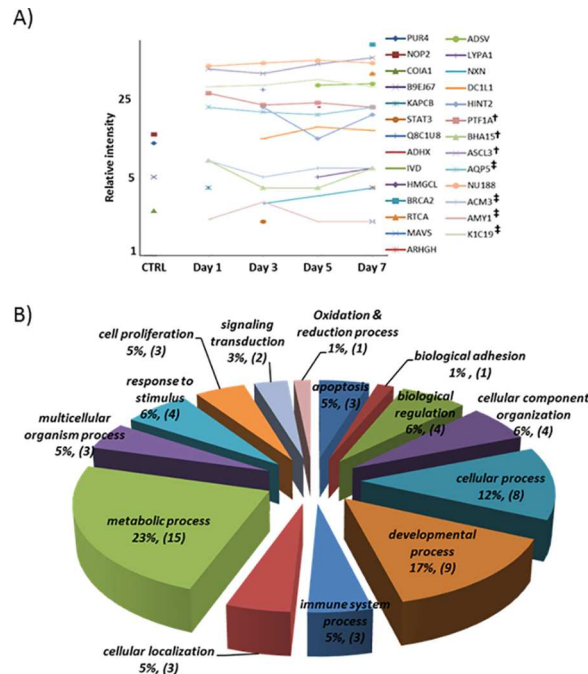 A)
Relative intensity
25
5
1
CTRL
Day 1
Day 3
Day 5
Day 7
PUR4
NOP2
COIA1
B9EJ67
KAPCB
STAT3
Q8C1U8
ADHX
IVD
HMGCL
BRCA2
RTCA
MAVS
ARHGH
ADSV
LYPA1
NXN
DC1L1
HINT2
PTF1A†
BHA15†
ASCL3†
AQP5‡
NU188
ACM3‡
AMY1‡
K1C19‡
B)
Oxidation &
reduction process
1%, (1)
signaling
transduction
3%, (2)
cell proliferation
5%, (3)
response to
stimulus
6%, (4)
multicellular
organism process
5%, (3)
metabolic process
23%, (15)
cellular localization
5%, (3)
immune system
process
5%, (3)
developmental
process
17%, (9)
cellular process
12%, (8)
cellular component
organization
6%, (4)
biological
regulation
6%, (4)
biological adhesion
1% , (1)
apoptosis
5%, (3)